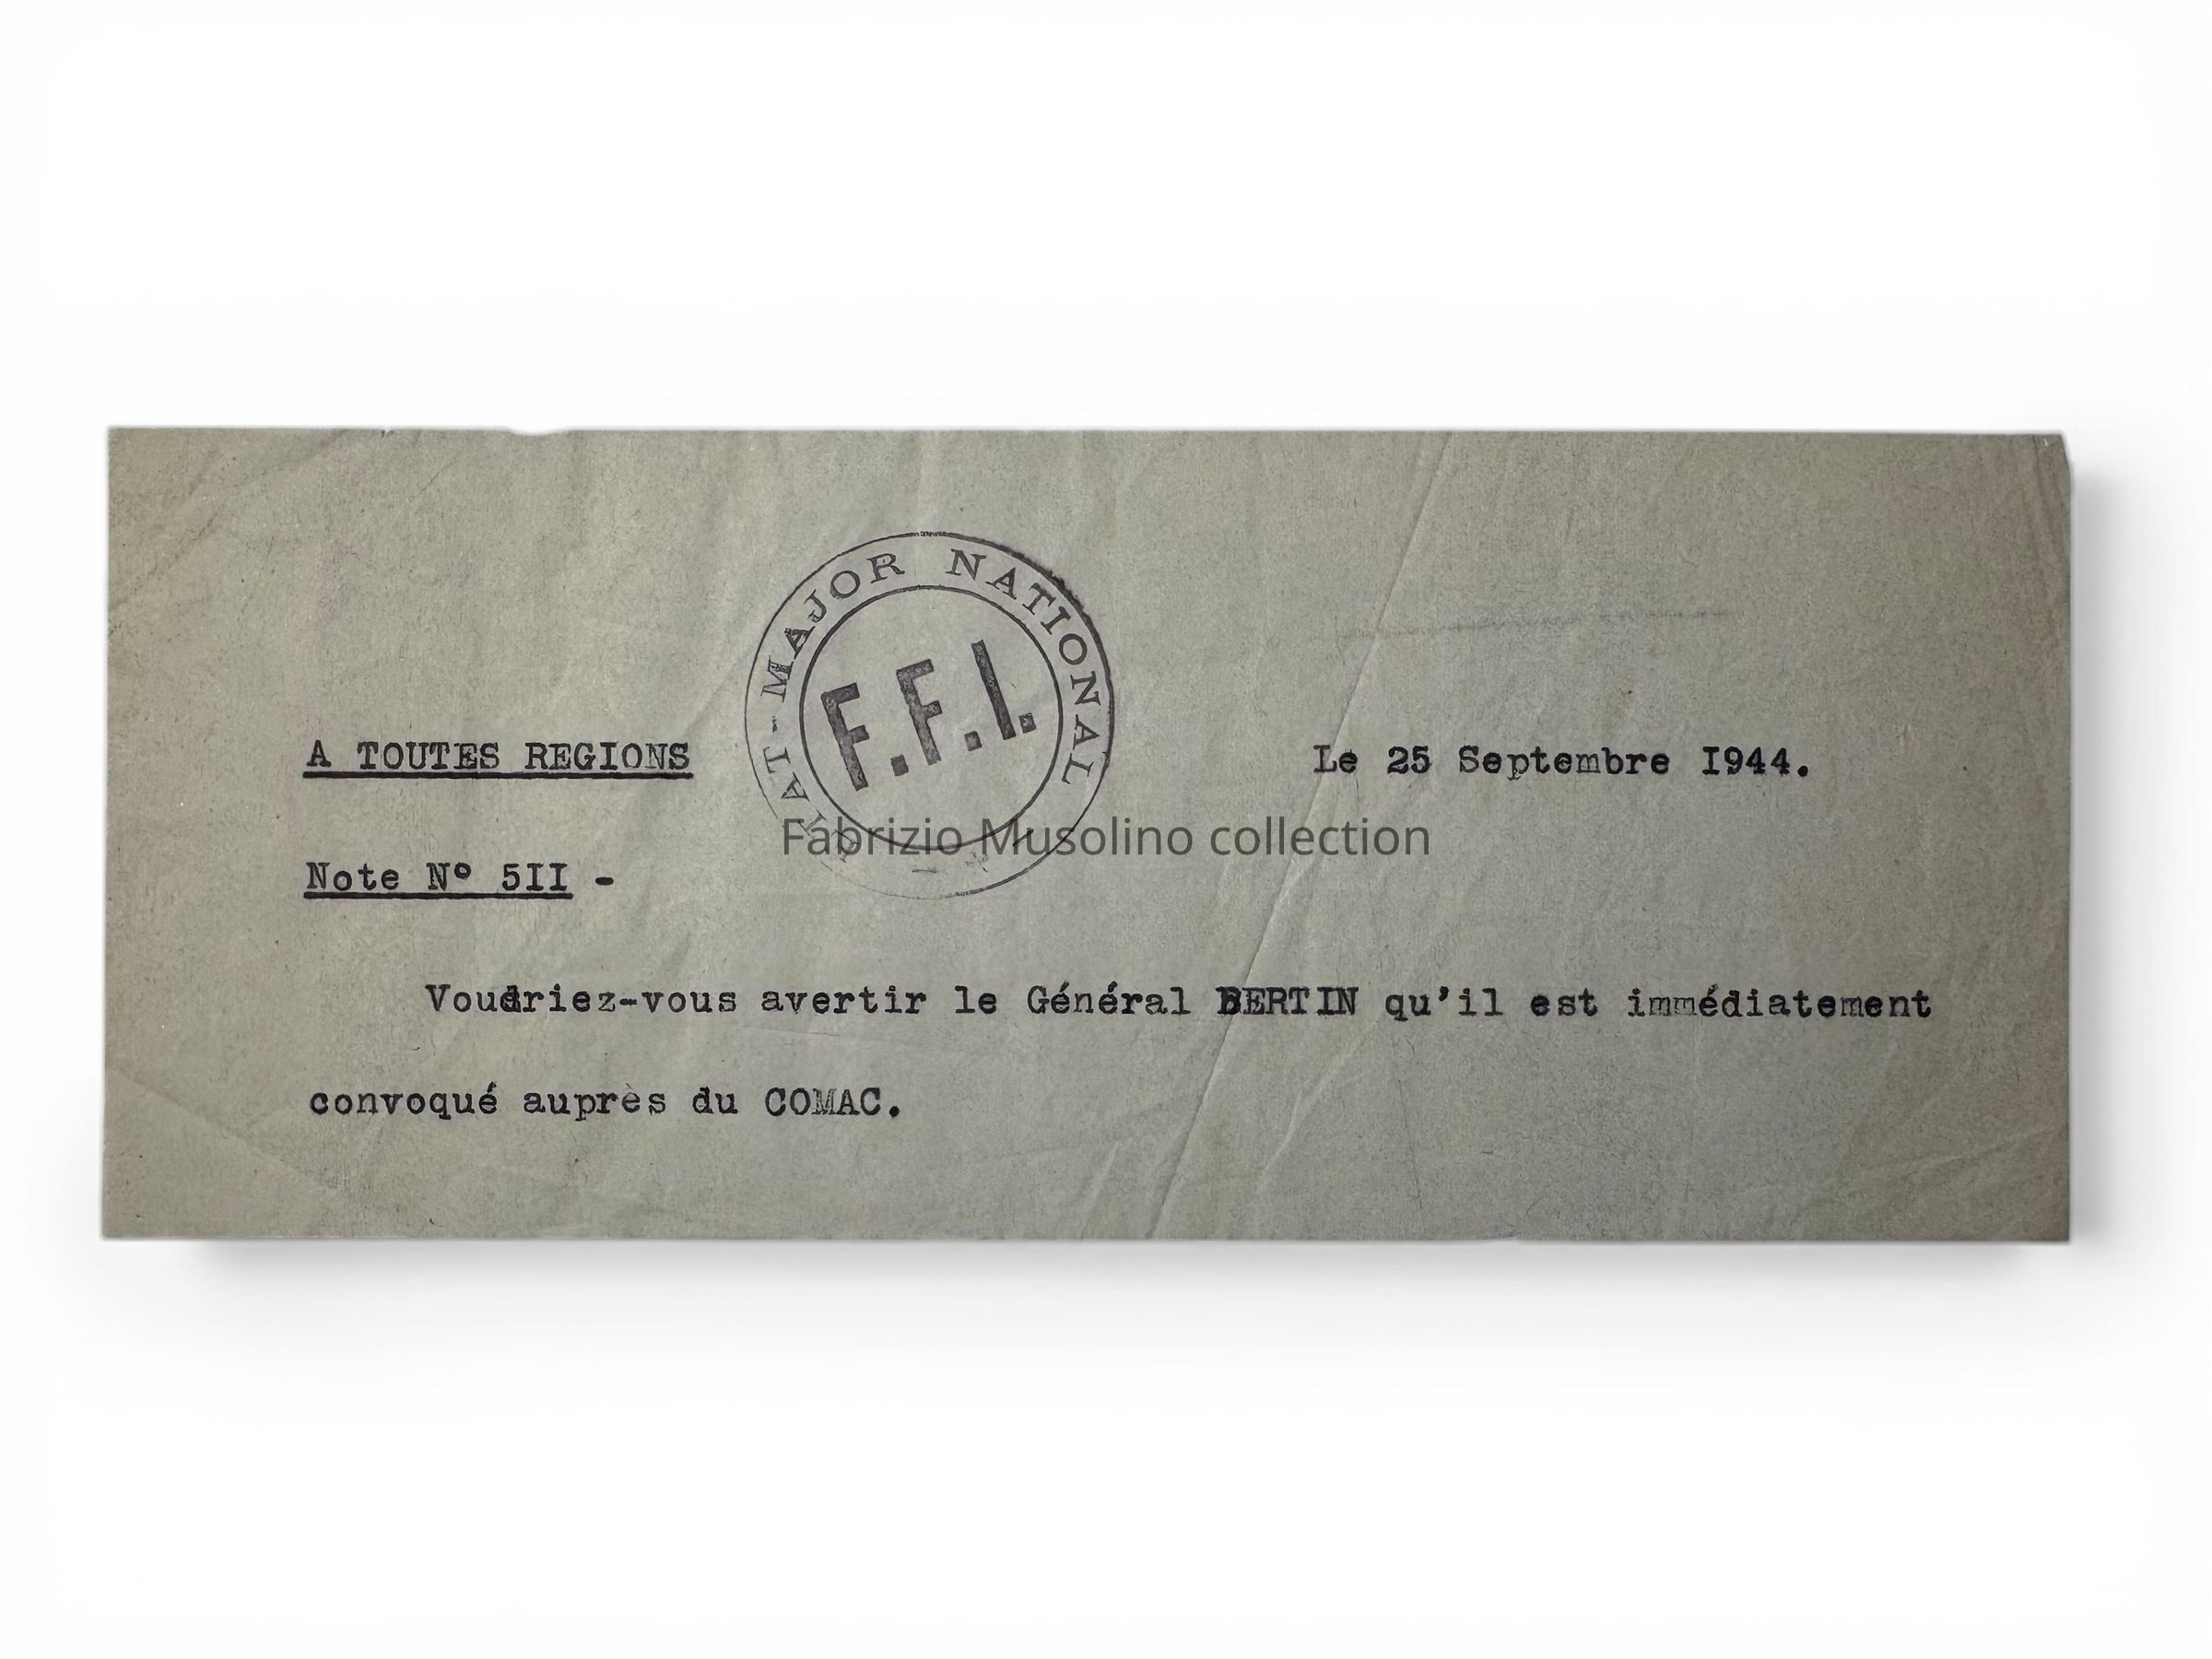 ETAT-MAJOR NATIONAL
F.F.I.
A TOUTES REGIONS
Le 25 Septembre I944.
Fabrizio Musolino collection
Note N° 5II -
Voudriez-vous avertir le Général BERTIN qu'il est immédiatement
convoqué auprès du COMAC.